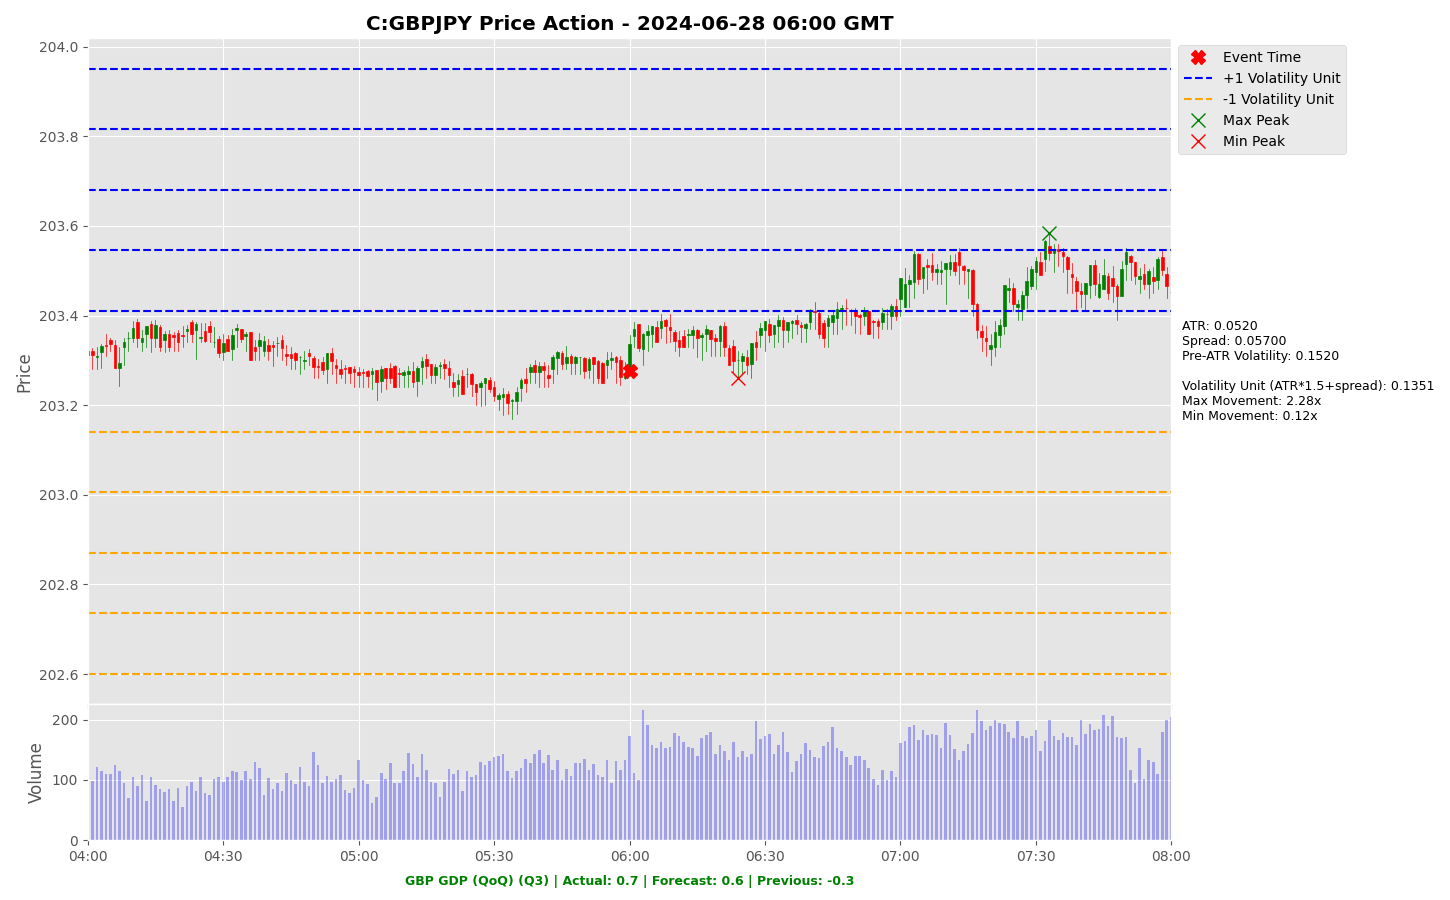 C:GBPJPY Price Action - 2024-06-28 06:00 GMT
204.0
203.8
203.6
203.4
203.2
203.0
202.8
202.6
Price
Event Time
+1 Volatility Unit
-1 Volatility Unit
Max Peak
Min Peak
ATR: 0.0520
Spread: 0.05700
Pre-ATR Volatility: 0.1520
Volatility Unit (ATR*1.5+spread): 0.1351
Max Movement: 2.28x
Min Movement: 0.12x
200
100
0
Volume
04:00 04:30 05:00 05:30 06:00 06:30 07:00 07:30 08:00
GBP GDP (QoQ) (Q3) | Actual: 0.7 | Forecast: 0.6 | Previous: -0.3